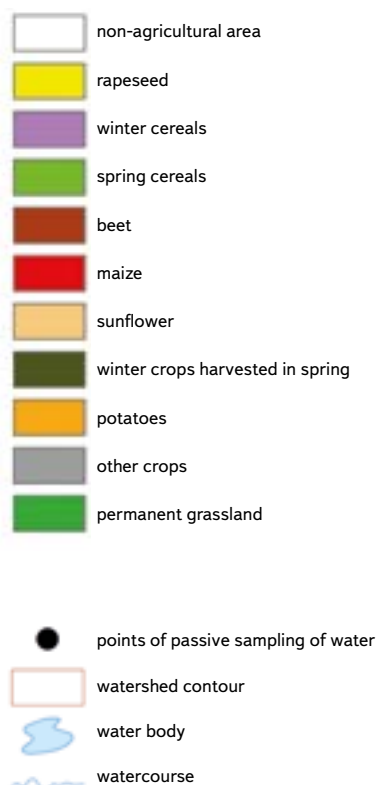 non-agricultural area
rapeseed
winter cereals
spring cereals
beet
maize
sunflower
winter crops harvested in spring
potatoes
other crops
permanent grassland
points of passive sampling of water
watershed contour
water body
watercourse